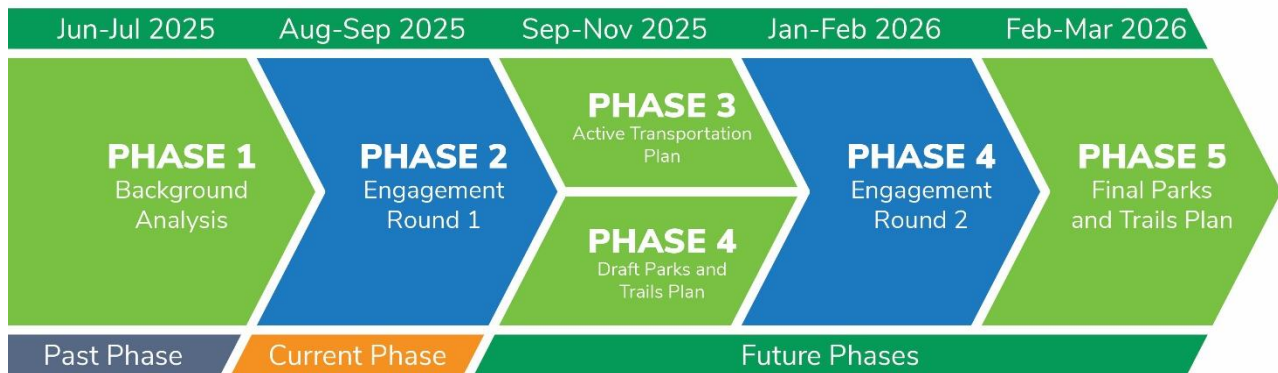 Jun-Jul 2025
Aug-Sep 2025
Sep-Nov 2025
Jan-Feb 2026
Feb-Mar 2026
PHASE 1
Background
Analysis
PHASE 2
Engagement
Round 1
PHASE 3
Active Transportation
Plan
PHASE 4
Draft Parks and
Trails Plan
PHASE 4
Engagement
Round 2
PHASE 5
Final Parks
and Trails Plan
Past Phase
Current Phase
Future Phases